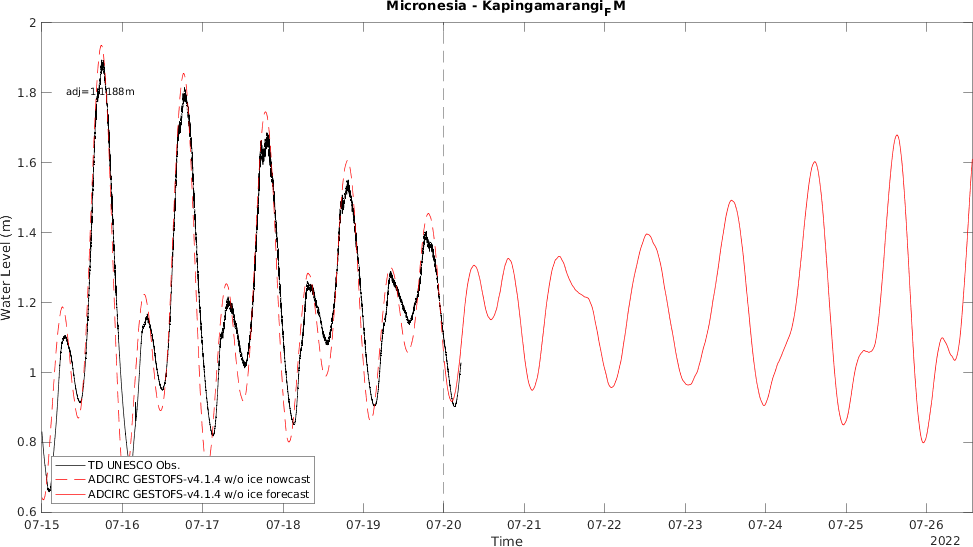 Micronesia - Kapingamarangi_FM
2
1.8
1.6
1.4
1.2
1
0.8
0.6
Water Level (m)
adj=1.1188m
TD UNESCO Obs.
ADCIRC GESTOFS-v4.1.4 w/o ice nowcast
ADCIRC GESTOFS-v4.1.4 w/o ice forecast
07-15 07-16 07-17 07-18 07-19 07-20 07-21 07-22 07-23 07-24 07-25 07-26
Time
2022